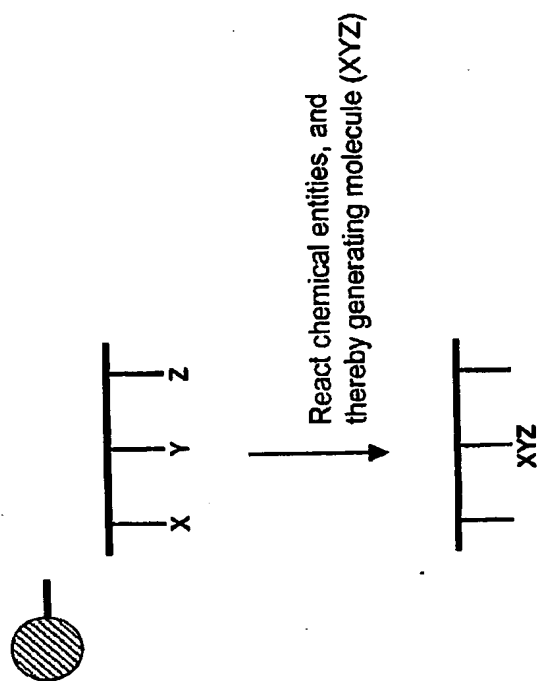 X Y Z
React chemical entities, and
thereby generating molecule (XYZ)
XYZ